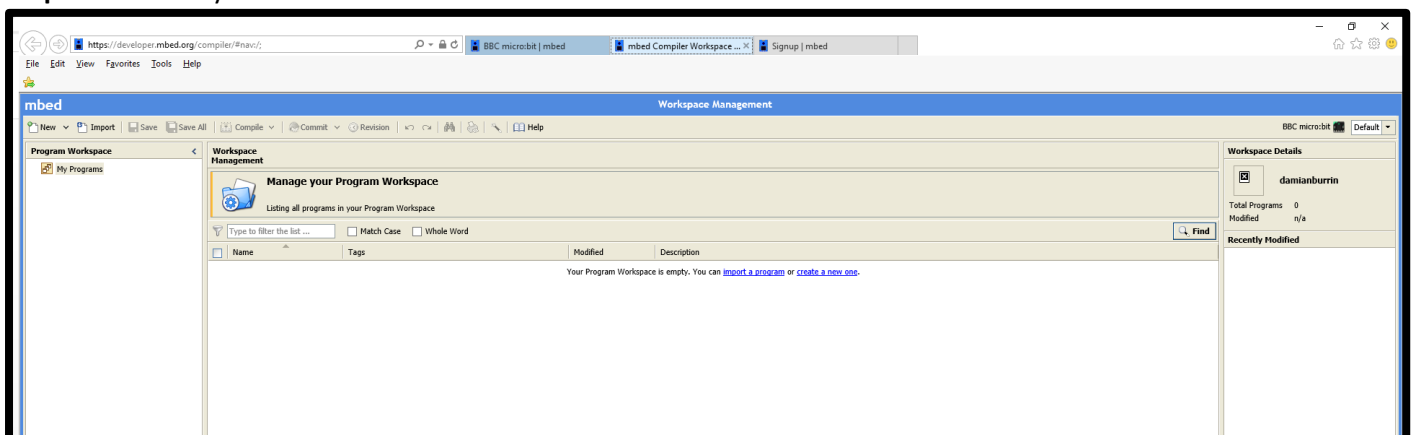 https://developer.mbed.org/compiler/#nav:/;
BBC micro:bit | mbed
mbed Compiler Workspace ...
Signup | mbed
File Edit View Favorites Tools Help
mbed
Workspace Management
New Import Save Save All Compile Commit Revision Help
BBC micro:bit Default
Program Workspace
My Programs
Workspace
Management
Manage your Program Workspace
Listing all programs in your Program Workspace
Type to filter the list ... Match Case Whole Word Find
Name Tags Modified Description
Your Program Workspace is empty. You can import a program or create a new one.
Workspace Details
damianburrin
Total Programs 0
Modified n/a
Recently Modified